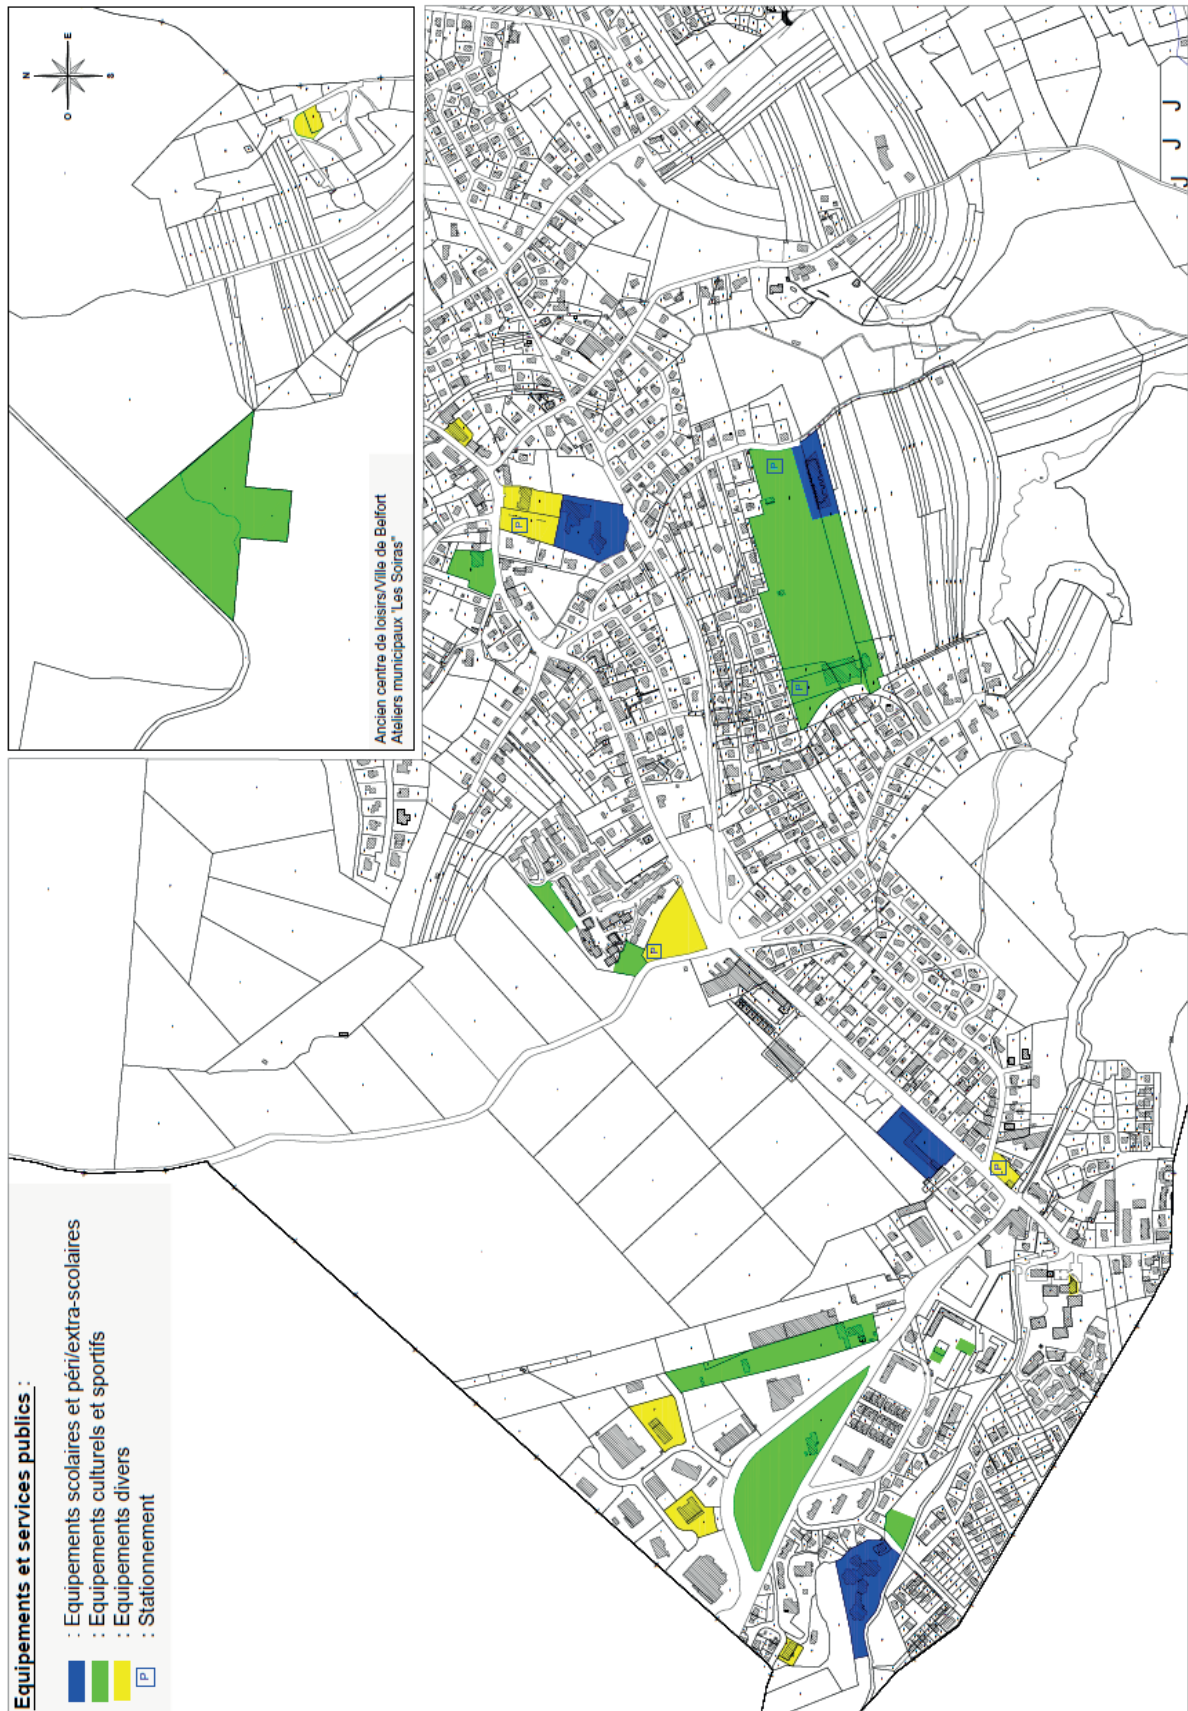 Equipements et services publics :
: Equipements scolaires et péri/extra-scolaires
: Equipements culturels et sportifs
: Equipements divers
P : Stationnement
N
E
S
O
Ancien centre de loisirs/Ville de Belfort
Ateliers municipaux "Les Soiras"
P
P
P
P
P
J J J